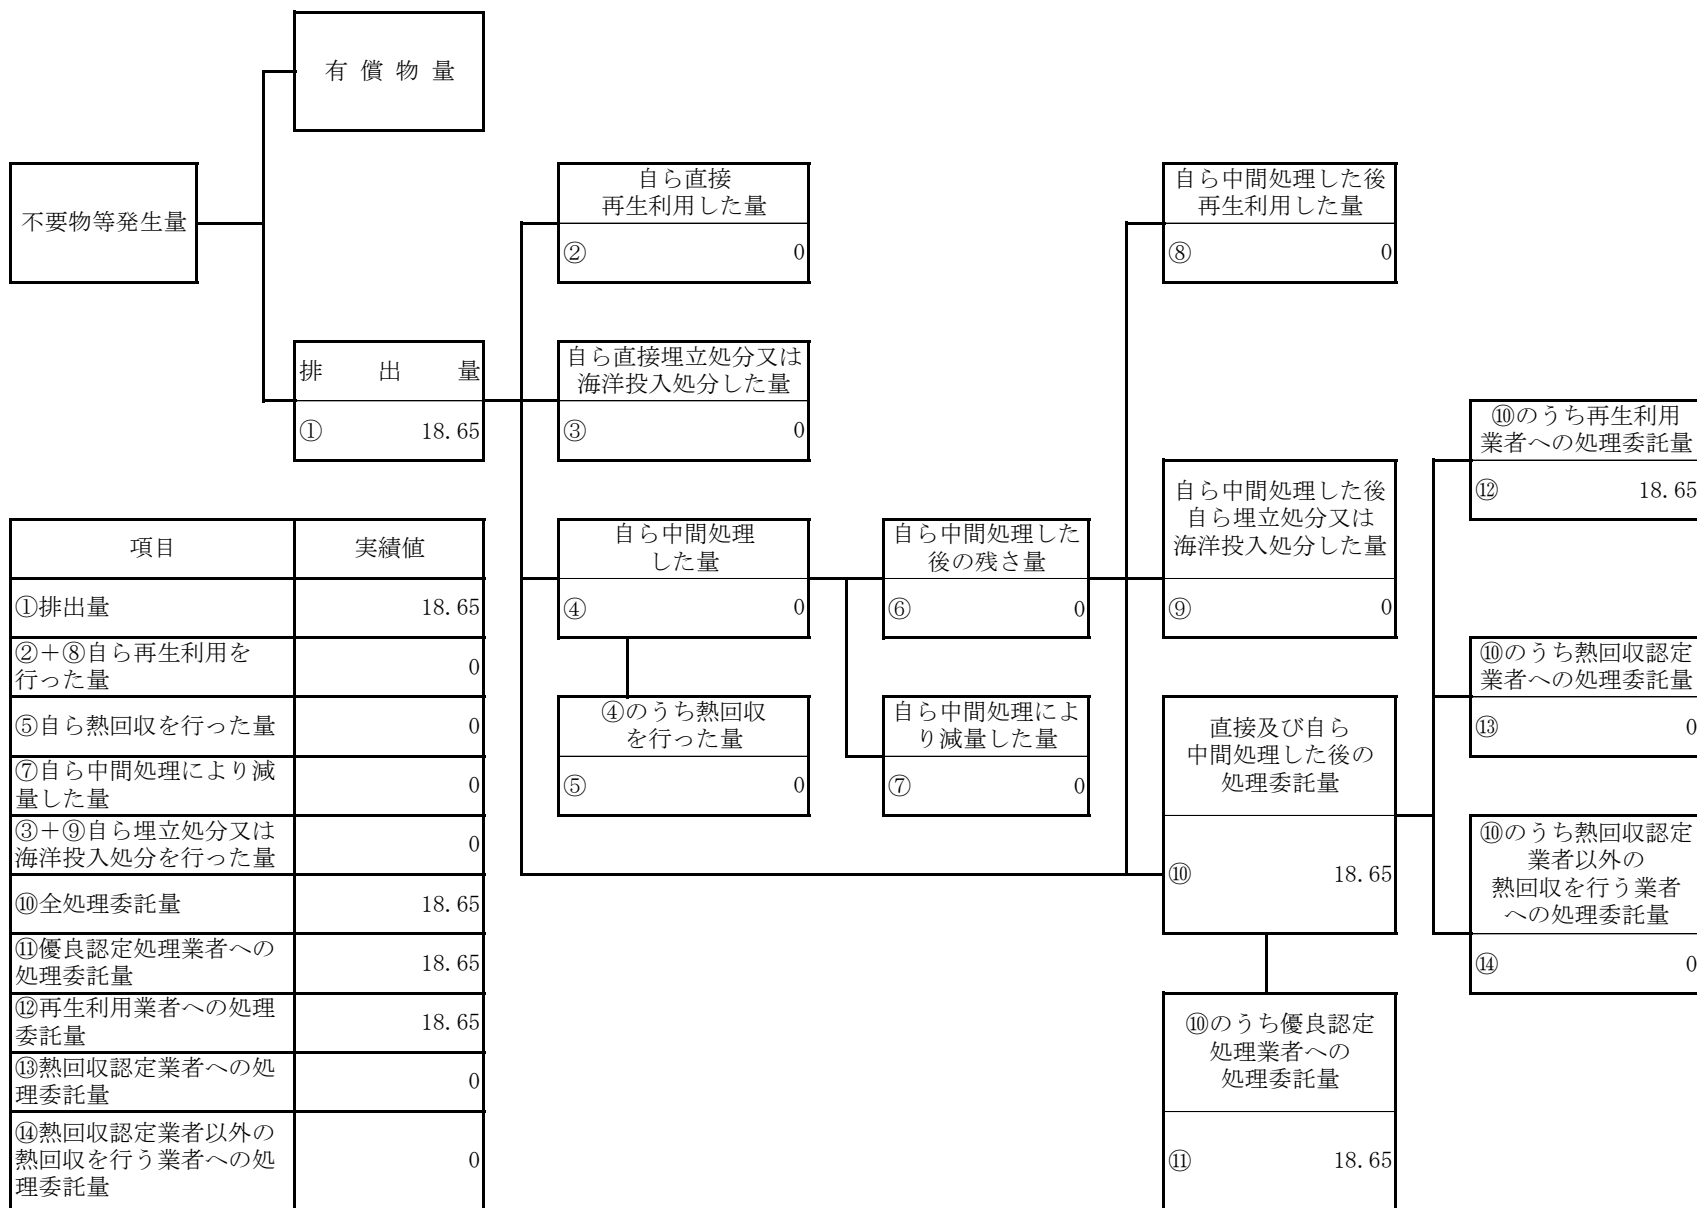 有 償 物 量
不要物等発生量
自ら直接
再生利用した量
② 0
自ら中間処理した後
再生利用した量
⑧ 0
排 出 量
① 18.65
自ら直接埋立処分又は
海洋投入処分した量
③ 0
⑩のうち再生利用
業者への処理委託量
⑫ 18.65
自ら中間処理した後
自ら埋立処分又は
海洋投入処分した量
⑨ 0
自ら中間処理
した量
④ 0
自ら中間処理した
後の残さ量
⑥ 0
⑩のうち熱回収認定
業者への処理委託量
⑬ 0
④のうち熱回収
を行った量
⑤ 0
自ら中間処理によ
り減量した量
⑦ 0
直接及び自ら
中間処理した後の
処理委託量
⑩ 18.65
⑩のうち熱回収認定
業者以外の
熱回収を行う業者
への処理委託量
⑭ 0
⑩のうち優良認定
処理業者への
処理委託量
⑪ 18.65
項目 実績値
①排出量 18.65
②+⑧自ら再生利用を
行った量 0
⑤自ら熱回収を行った量 0
⑦自ら中間処理により減
量した量 0
③+⑨自ら埋立処分又は
海洋投入処分を行った量 0
⑩全処理委託量 18.65
⑪優良認定処理業者への
処理委託量 18.65
⑫再生利用業者への処理
委託量 18.65
⑬熱回収認定業者への処
理委託量 0
⑭熱回収認定業者以外の
熱回収を行う業者への処
理委託量 0